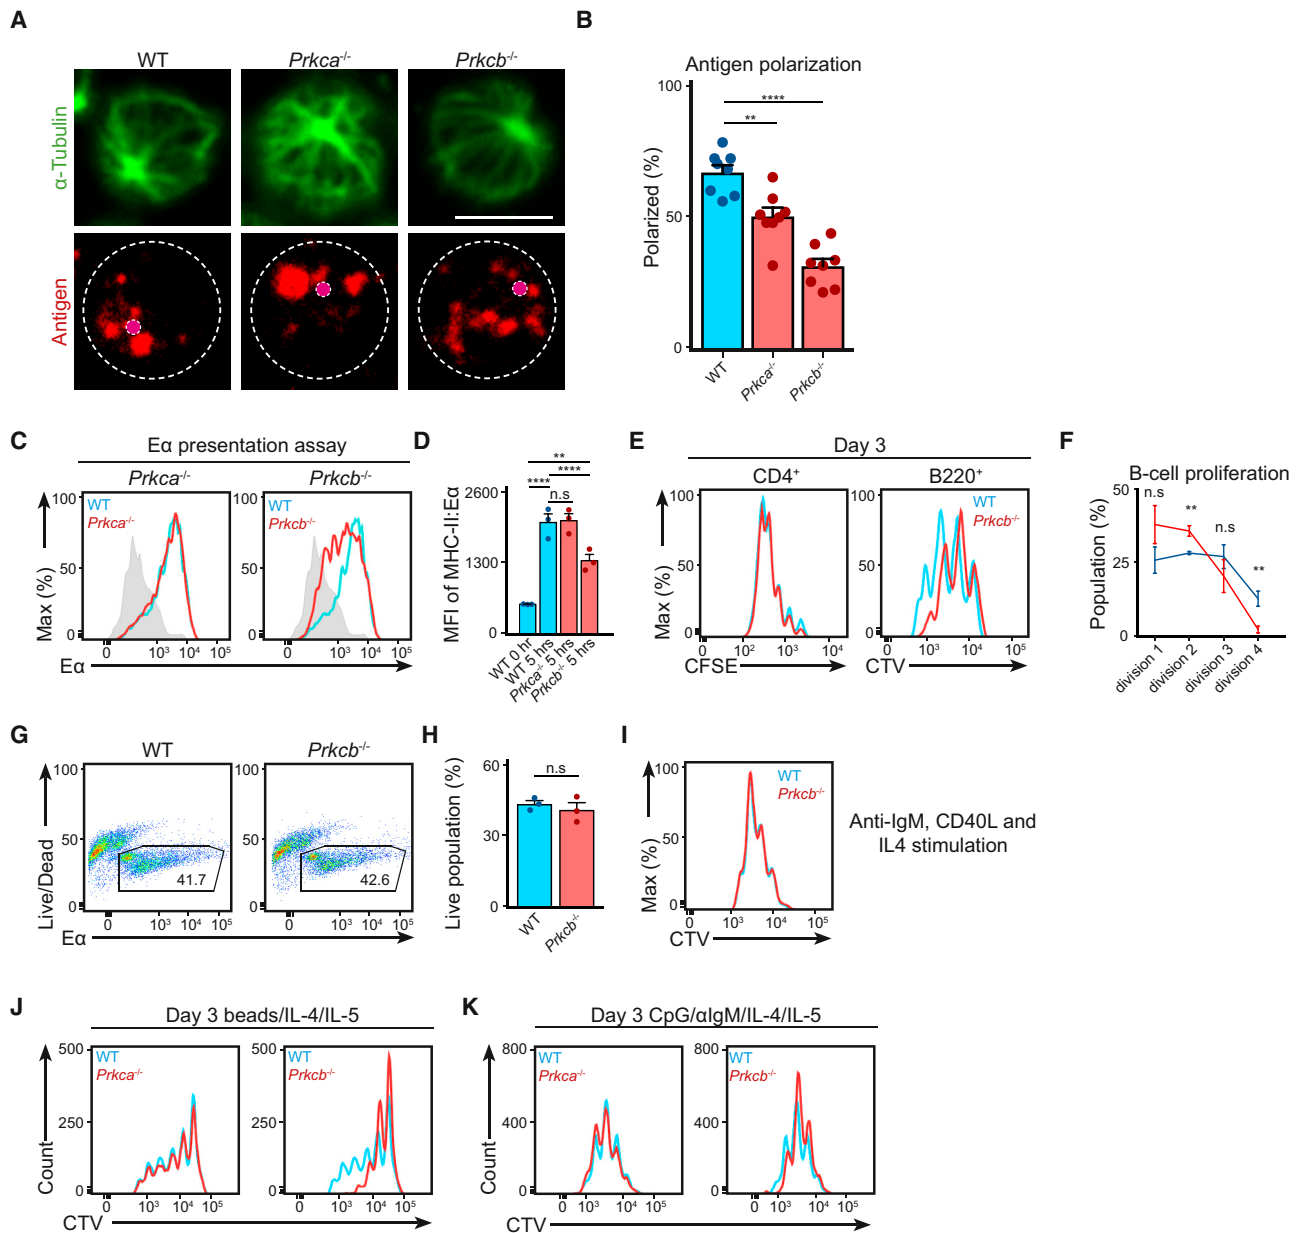 A
WT
Prkca-/-
Prkcb-/-
α-Tubulin
Antigen
B
Antigen polarization
Polarized (%)
100
50
0
****
**
WT
Prkca-/-
Prkcb-/-
C
Eα presentation assay
Prkca-/-
Prkcb-/-
Max (%)
100
50
0
WT
Prkca-/-
0 10³ 10⁴ 10⁵
100
50
0
WT
Prkcb-/-
0 10³ 10⁴ 10⁵
Eα
D
MFI of MHC-II:Eα
2600
1300
0
**
****
****
n.s
WT 0 hr
WT 5 hrs
Prkca-/- 5 hrs
Prkcb-/- 5 hrs
E
Day 3
CD4⁺
B220⁺
WT
Prkcb-/-
Max (%)
100
50
0
0 10² 10³ 10⁴
CFSE
100
50
0
0 10³ 10⁴ 10⁵
CTV
F
B-cell proliferation
Population (%)
50
25
0
n.s
**
n.s
**
division 1
division 2
division 3
division 4
G
WT
Prkcb-/-
Live/Dead
100
50
0
41.7
0 10³ 10⁴ 10⁵
100
50
0
42.6
0 10³ 10⁴ 10⁵
Eα
H
Live population (%)
60
30
0
n.s
WT
Prkcb-/-
I
Max (%)
100
50
0
WT
Prkcb-/-
0 10³ 10⁴ 10⁵
CTV
Anti-IgM, CD40L and
IL4 stimulation
J
Day 3 beads/IL-4/IL-5
Count
500
250
0
WT
Prkca-/-
0 10³ 10⁴ 10⁵
500
250
0
WT
Prkcb-/-
0 10³ 10⁴ 10⁵
CTV
K
Day 3 CpG/αIgM/IL-4/IL-5
Count
800
400
0
WT
Prkca-/-
0 10³ 10⁴ 10⁵
800
400
0
WT
Prkcb-/-
0 10³ 10⁴ 10⁵
CTV